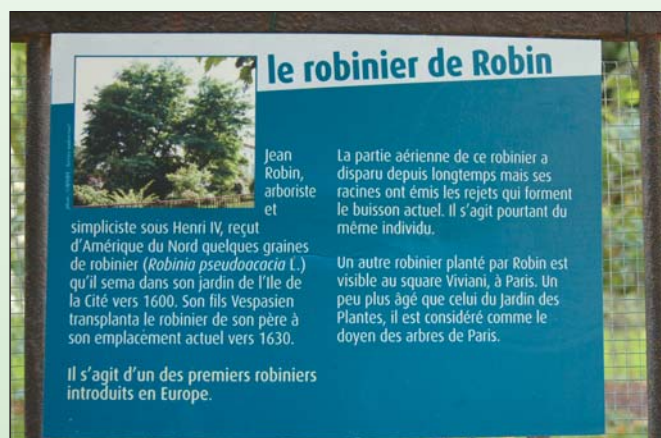 le robinier de Robin
Jean
Robin,
arboriste
et
simpliciste sous Henri IV, reçut
d'Amérique du Nord quelques graines
de robinier (Robinia pseudoacacia L.)
qu'il sema dans son jardin de l'Ile de
la Cité vers 1600. Son fils Vespasien
transplanta le robinier de son père à
son emplacement actuel vers 1630.
Il s'agit d'un des premiers robiniers
introduits en Europe.
La partie aérienne de ce robinier a
disparu depuis longtemps mais ses
racines ont émis les rejets qui forment
le buisson actuel. Il s'agit pourtant du
même individu.
Un autre robinier planté par Robin est
visible au square Viviani, à Paris. Un
peu plus âgé que celui du Jardin des
Plantes, il est considéré comme le
doyen des arbres de Paris.